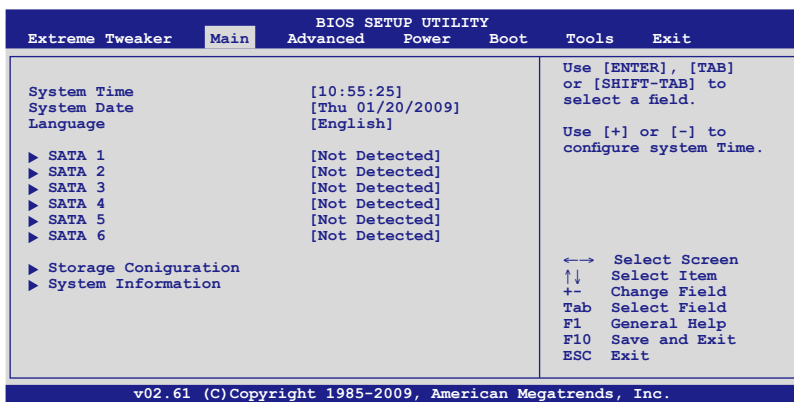 BIOS SETUP UTILITY
Extreme Tweaker Main Advanced Power Boot Tools Exit
System Time [10:55:25]
System Date [Thu 01/20/2009]
Language [English]
▶ SATA 1 [Not Detected]
▶ SATA 2 [Not Detected]
▶ SATA 3 [Not Detected]
▶ SATA 4 [Not Detected]
▶ SATA 5 [Not Detected]
▶ SATA 6 [Not Detected]
▶ Storage Coniguration
▶ System Information
Use [ENTER], [TAB]
or [SHIFT-TAB] to
select a field.
Use [+] or [-] to
configure system Time.
←→ Select Screen
↑↓ Select Item
+- Change Field
Tab Select Field
F1 General Help
F10 Save and Exit
ESC Exit
v02.61 (C)Copyright 1985-2009, American Megatrends, Inc.